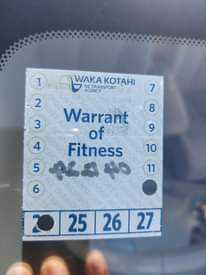 WAKA KOTAHI
NZ TRANSPORT
AGENCY
1
7
2
8
3
9
4
10
5
11
6
Warrant
of
Fitness
25 26 27